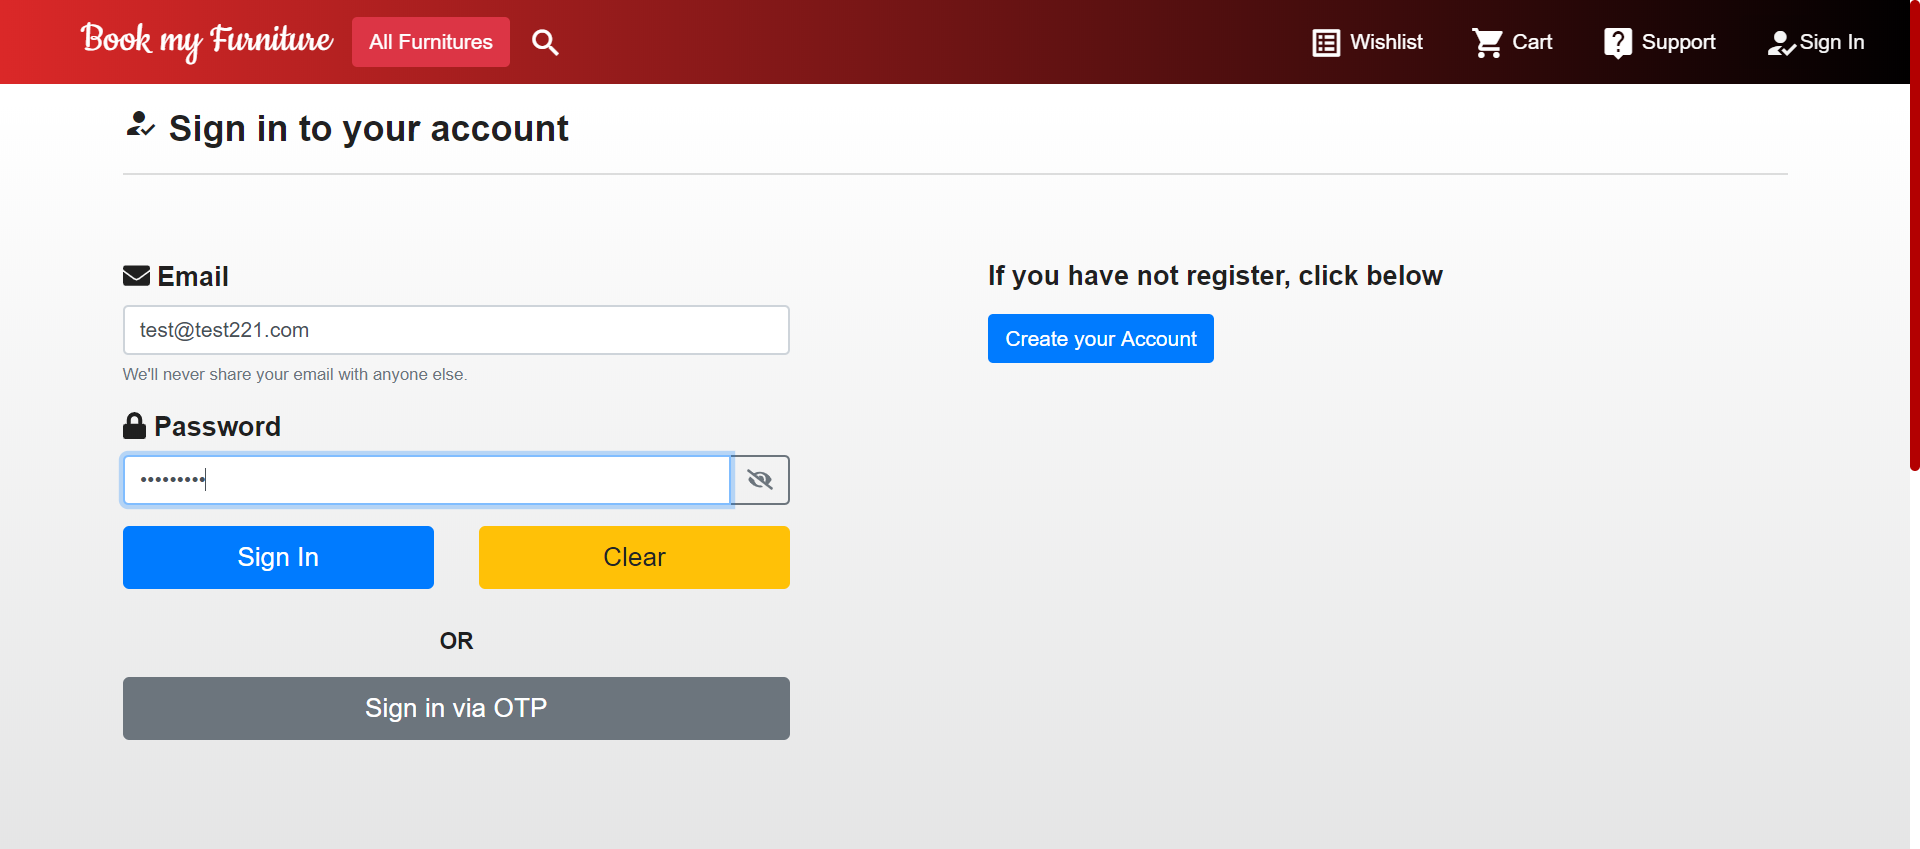 Book my Furniture All Furnitures Wishlist Cart Support Sign In
Sign in to your account
Email
test@test221.com
We'll never share your email with anyone else.
Password
•••••••••
Sign In Clear
OR
Sign in via OTP
If you have not register, click below
Create your Account